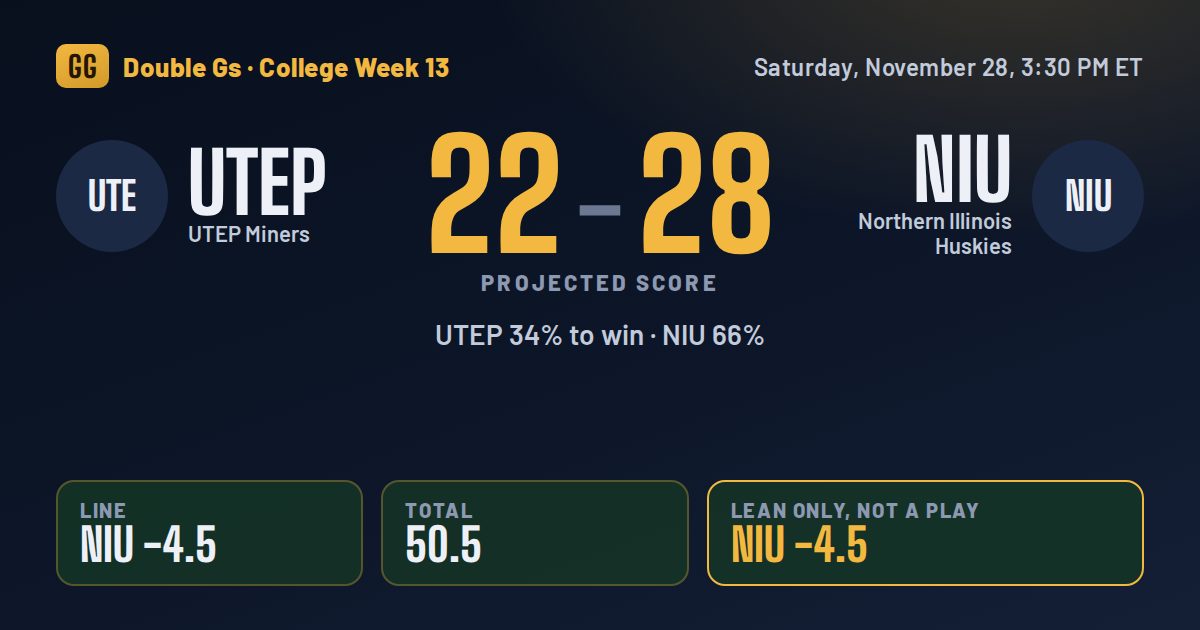 GG Double Gs · College Week 13
Saturday, November 28, 3:30 PM ET
UTE
UTEP
UTEP Miners
22 – 28
PROJECTED SCORE
UTEP 34% to win · NIU 66%
NIU
Northern Illinois
Huskies
NIU
LINE
NIU −4.5
TOTAL
50.5
LEAN ONLY, NOT A PLAY
NIU −4.5